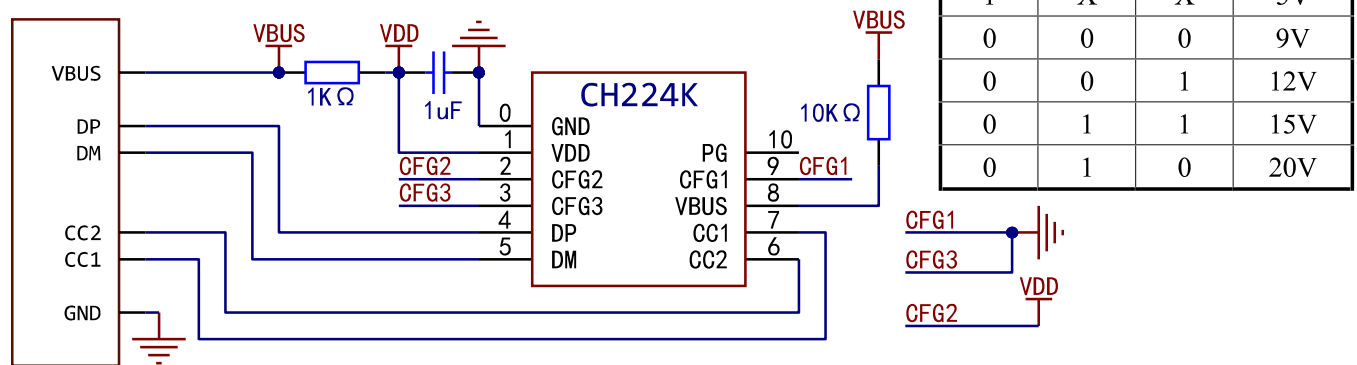 VBUS
VBUS
DP
DM
CC2
CC1
GND
VBUS
1KΩ
VDD
1uF
CH224K
0
GND
1
VDD
CFG2
2
CFG2
CFG3
3
CFG3
4
DP
5
DM
PG
10
CFG1
9
CFG1
VBUS
8
CC1
7
CC2
6
VBUS
10KΩ
0 0 0 9V
0 0 1 12V
0 1 1 15V
0 1 0 20V
CFG1
CFG3
VDD
CFG2